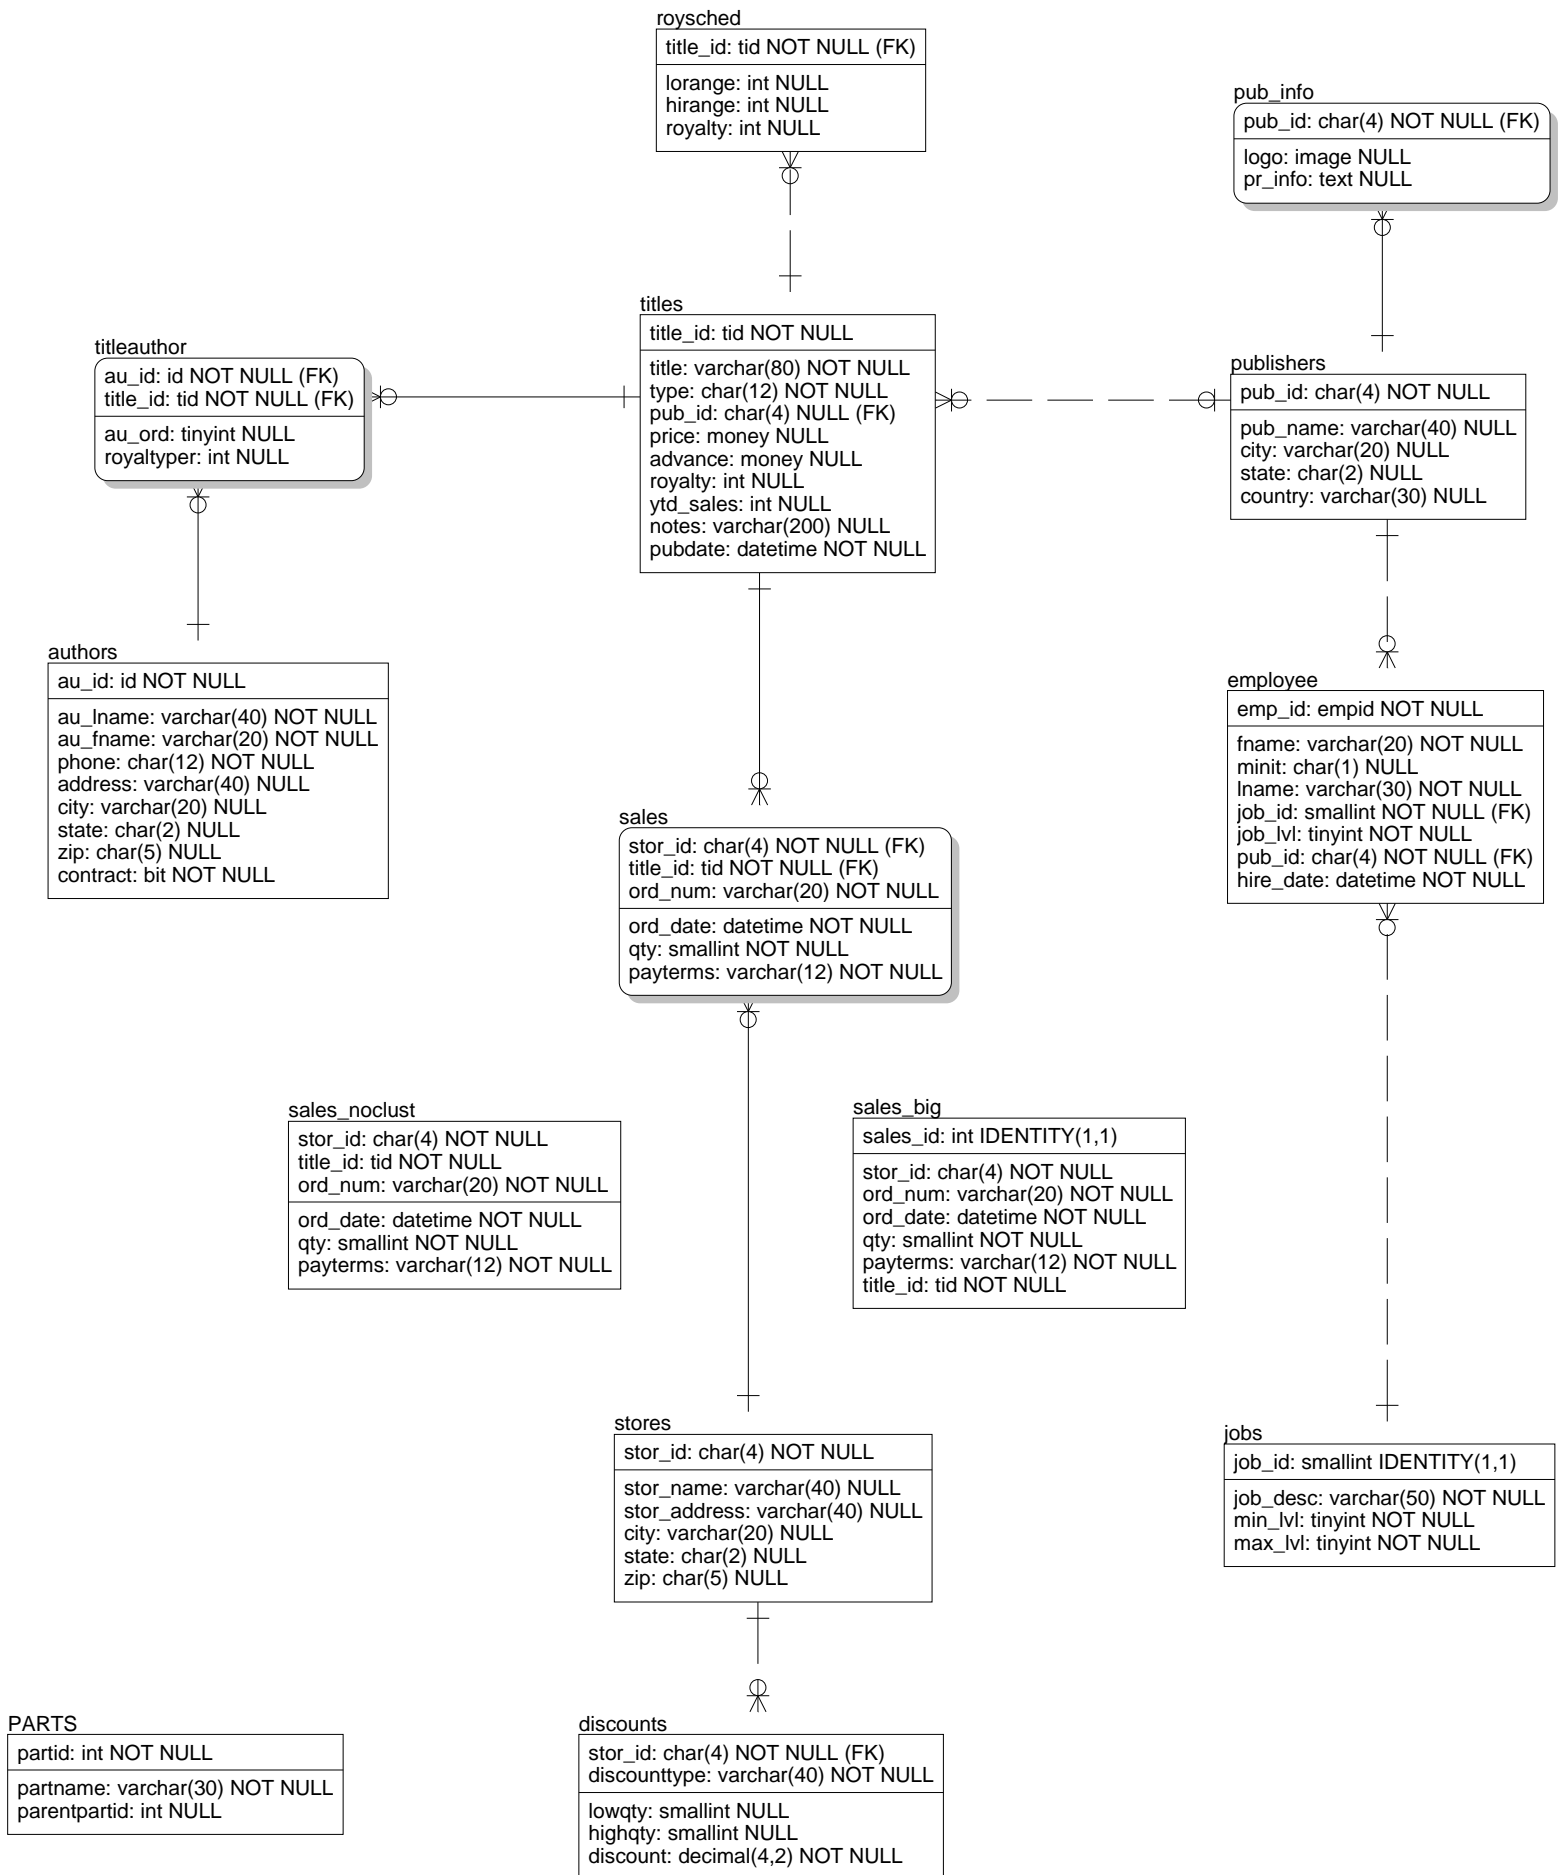 roysched
title_id: tid NOT NULL (FK)
lorange: int NULL
hirange: int NULL
royalty: int NULL
pub_info
pub_id: char(4) NOT NULL (FK)
logo: image NULL
pr_info: text NULL
titles
title_id: tid NOT NULL
title: varchar(80) NOT NULL
type: char(12) NOT NULL
pub_id: char(4) NULL (FK)
price: money NULL
advance: money NULL
royalty: int NULL
ytd_sales: int NULL
notes: varchar(200) NULL
pubdate: datetime NOT NULL
titleauthor
au_id: id NOT NULL (FK)
title_id: tid NOT NULL (FK)
au_ord: tinyint NULL
royaltyper: int NULL
publishers
pub_id: char(4) NOT NULL
pub_name: varchar(40) NULL
city: varchar(20) NULL
state: char(2) NULL
country: varchar(30) NULL
authors
au_id: id NOT NULL
au_lname: varchar(40) NOT NULL
au_fname: varchar(20) NOT NULL
phone: char(12) NOT NULL
address: varchar(40) NULL
city: varchar(20) NULL
state: char(2) NULL
zip: char(5) NULL
contract: bit NOT NULL
employee
emp_id: empid NOT NULL
fname: varchar(20) NOT NULL
minit: char(1) NULL
lname: varchar(30) NOT NULL
job_id: smallint NOT NULL (FK)
job_lvl: tinyint NOT NULL
pub_id: char(4) NOT NULL (FK)
hire_date: datetime NOT NULL
sales
stor_id: char(4) NOT NULL (FK)
title_id: tid NOT NULL (FK)
ord_num: varchar(20) NOT NULL
ord_date: datetime NOT NULL
qty: smallint NOT NULL
payterms: varchar(12) NOT NULL
sales_noclust
stor_id: char(4) NOT NULL
title_id: tid NOT NULL
ord_num: varchar(20) NOT NULL
ord_date: datetime NOT NULL
qty: smallint NOT NULL
payterms: varchar(12) NOT NULL
sales_big
sales_id: int IDENTITY(1,1)
stor_id: char(4) NOT NULL
ord_num: varchar(20) NOT NULL
ord_date: datetime NOT NULL
qty: smallint NOT NULL
payterms: varchar(12) NOT NULL
title_id: tid NOT NULL
stores
stor_id: char(4) NOT NULL
stor_name: varchar(40) NULL
stor_address: varchar(40) NULL
city: varchar(20) NULL
state: char(2) NULL
zip: char(5) NULL
jobs
job_id: smallint IDENTITY(1,1)
job_desc: varchar(50) NOT NULL
min_lvl: tinyint NOT NULL
max_lvl: tinyint NOT NULL
PARTS
partid: int NOT NULL
partname: varchar(30) NOT NULL
parentpartid: int NULL
discounts
stor_id: char(4) NOT NULL (FK)
discounttype: varchar(40) NOT NULL
lowqty: smallint NULL
highqty: smallint NULL
discount: decimal(4,2) NOT NULL